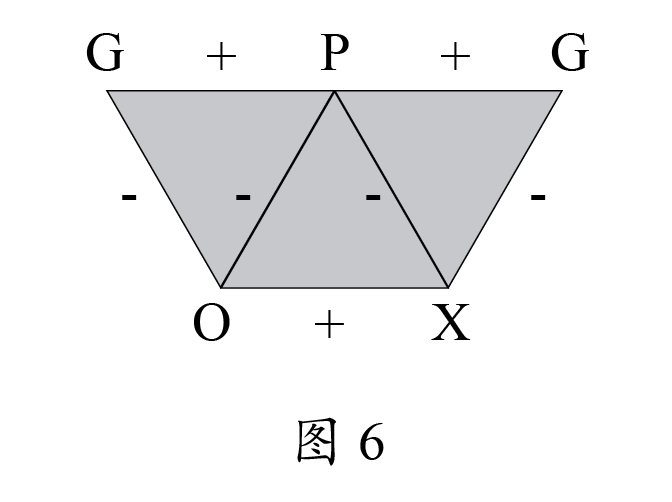 G + P + G
- - - -
O + X
图 6